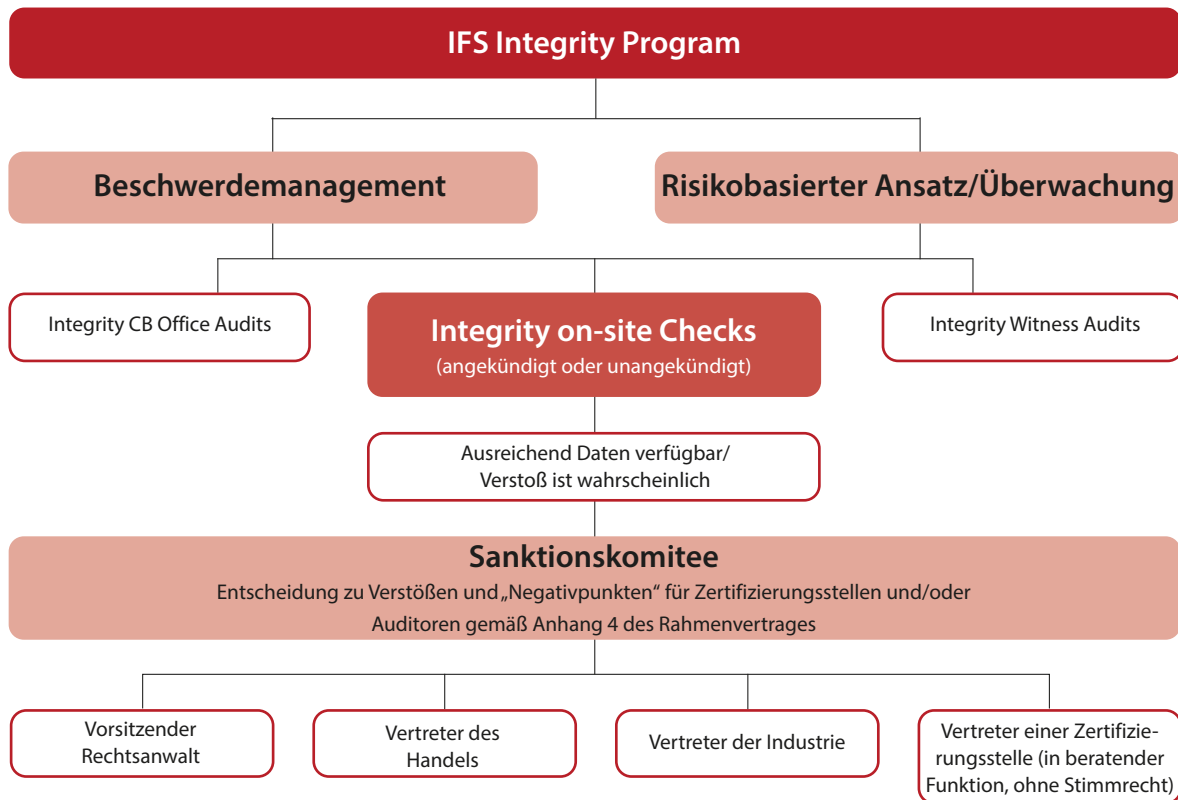 IFS Integrity Program
Beschwerdemanagement
Risikobasierter Ansatz/Überwachung
Integrity CB Office Audits
Integrity on-site Checks
(angekündigt oder unangekündigt)
Integrity Witness Audits
Ausreichend Daten verfügbar/
Verstoß ist wahrscheinlich
Sanktionskomitee
Entscheidung zu Verstößen und „Negativpunkten“ für Zertifizierungsstellen und/oder
Auditoren gemäß Anhang 4 des Rahmenvertrages
Vorsitzender
Rechtsanwalt
Vertreter des
Handels
Vertreter der Industrie
Vertreter einer Zertifizie-
rungsstelle (in beratender
Funktion, ohne Stimmrecht)